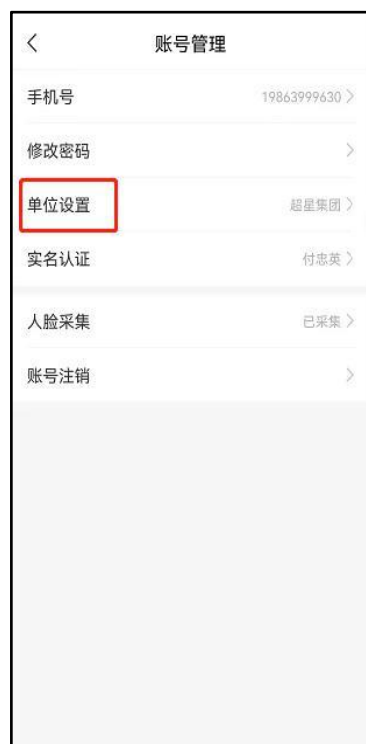 账号管理
手机号 19863999630
修改密码
单位设置 超星集团
实名认证 付忠英
人脸采集 已采集
账号注销